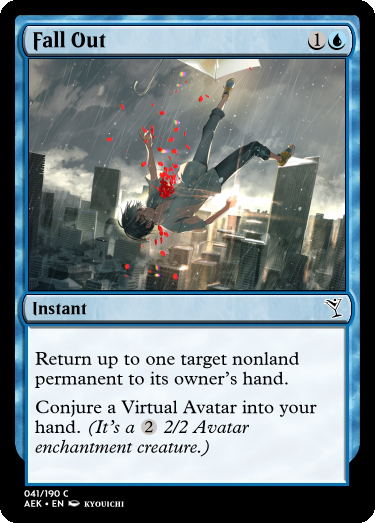 Fall Out 1
Instant
Return up to one target nonland
permanent to its owner's hand.
Conjure a Virtual Avatar into your
hand. (It's a 2 2/2 Avatar
enchantment creature.)
041/190 C
AEK • EN KYOUICHI